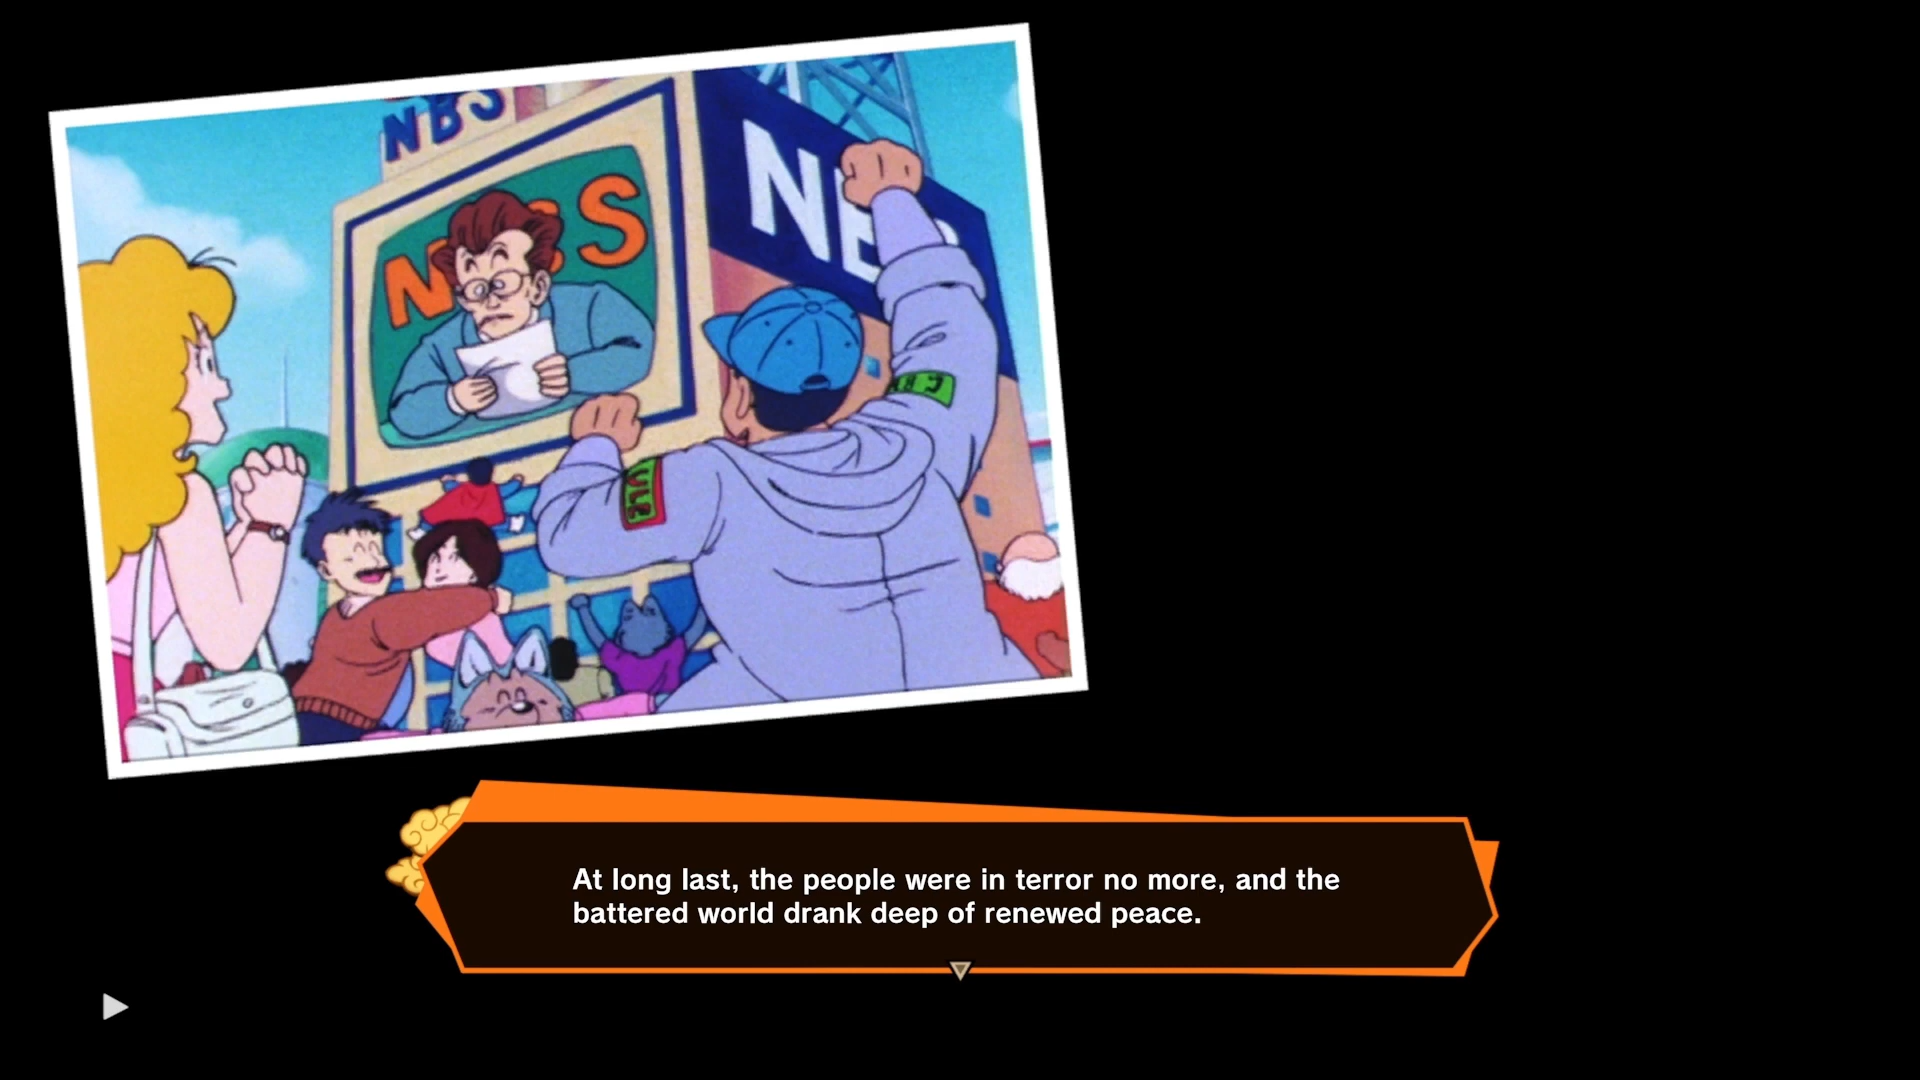 NBS
NBS
At long last, the people were in terror no more, and the
battered world drank deep of renewed peace.